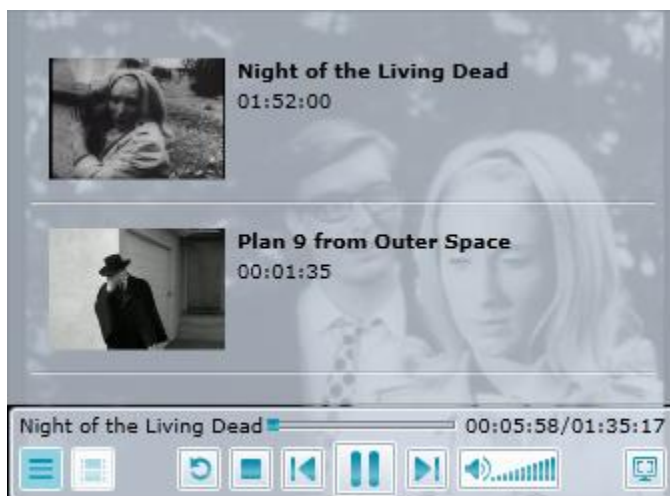 Night of the Living Dead
01:52:00
Plan 9 from Outer Space
00:01:35
Night of the Living Dead 00:05:58/01:35:17